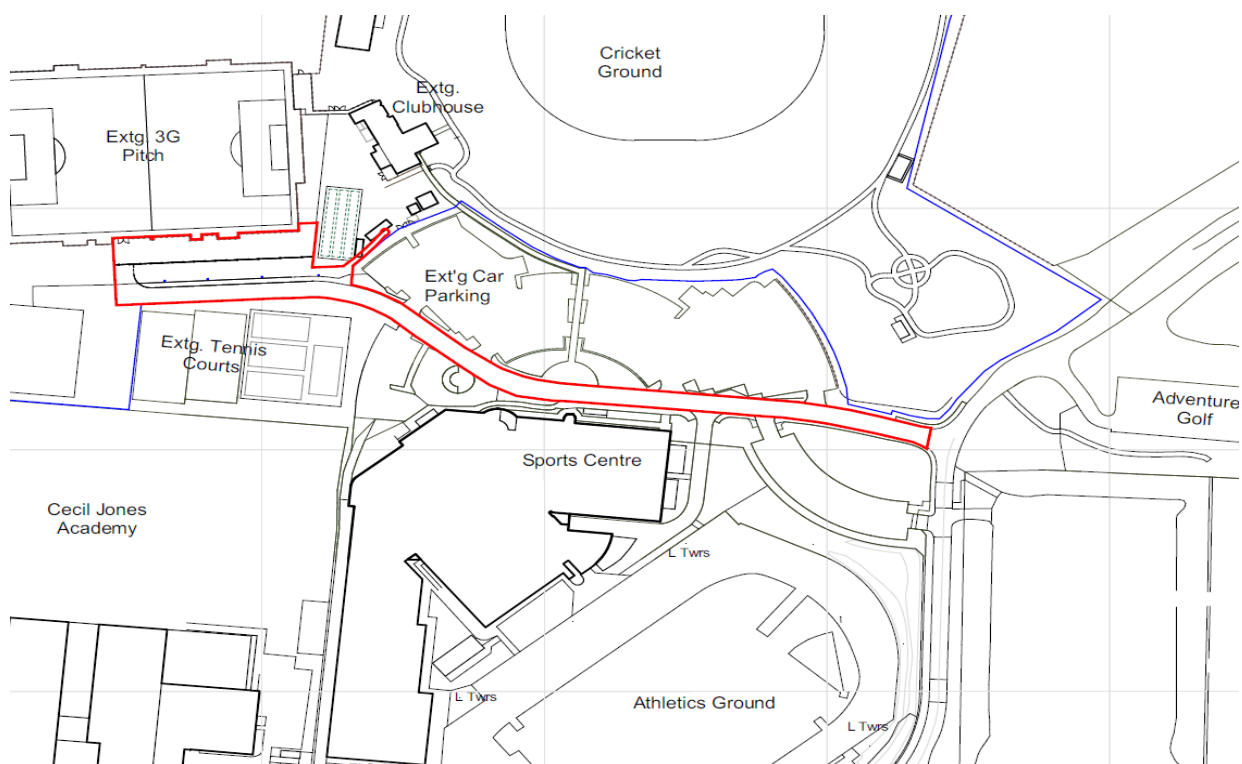 Cricket
Ground
Extg.
Clubhouse
Extg. 3G
Pitch
Ext'g Car
Parking
Extg. Tennis
Courts
Adventure
Golf
Sports Centre
Cecil Jones
Academy
L Twrs
L Twrs
Athletics Ground
L Twrs